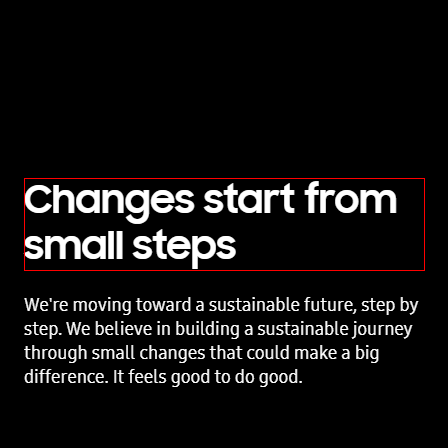 Changes start from
small steps
We're moving toward a sustainable future, step by
step. We believe in building a sustainable journey
through small changes that could make a big
difference. It feels good to do good.